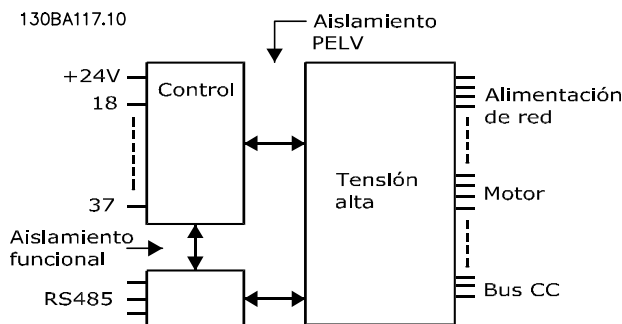 130BA117.10
Aislamiento
PELV
+24V
18
37
Control
Tensión
alta
Alimentación
de red
Motor
Bus CC
Aislamiento
funcional
RS485